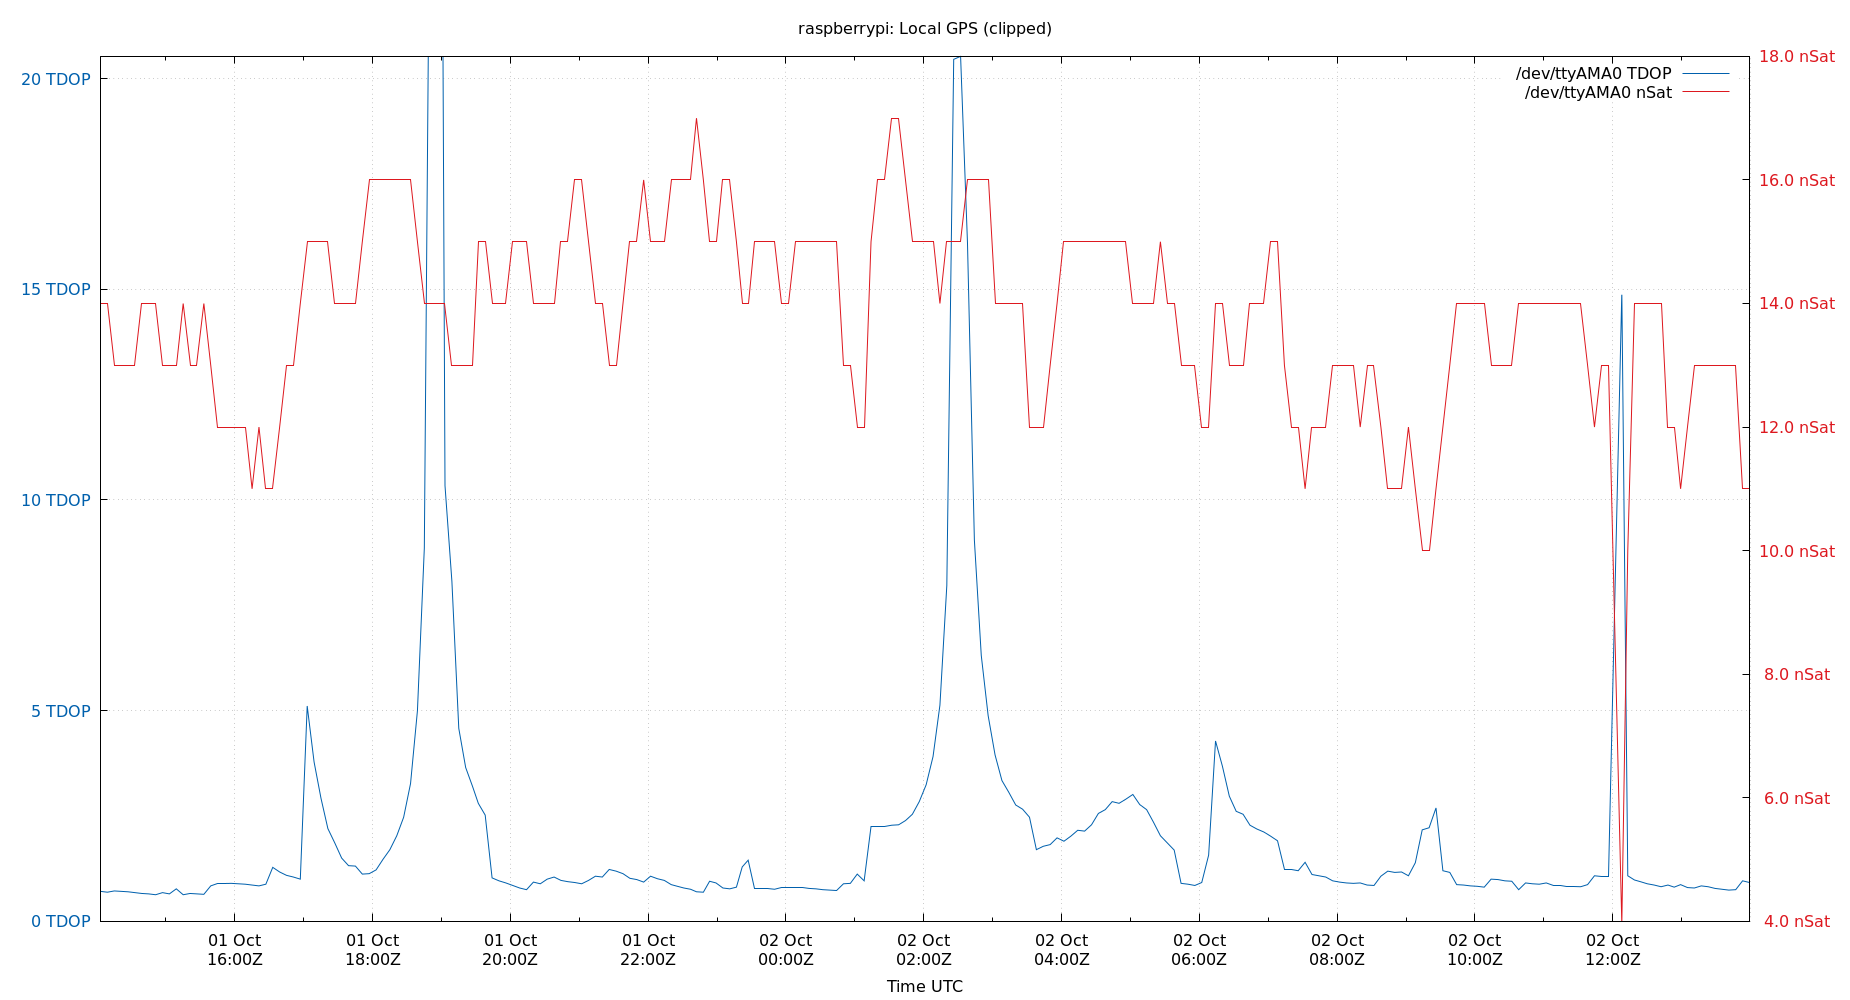 raspberrypi: Local GPS (clipped)
/dev/ttyAMA0 TDOP
/dev/ttyAMA0 nSat
20 TDOP
15 TDOP
10 TDOP
5 TDOP
0 TDOP
18.0 nSat
16.0 nSat
14.0 nSat
12.0 nSat
10.0 nSat
8.0 nSat
6.0 nSat
4.0 nSat
01 Oct 01 Oct 01 Oct 01 Oct 02 Oct 02 Oct 02 Oct 02 Oct 02 Oct 02 Oct 02 Oct
16:00Z 18:00Z 20:00Z 22:00Z 00:00Z 02:00Z 04:00Z 06:00Z 08:00Z 10:00Z 12:00Z
Time UTC